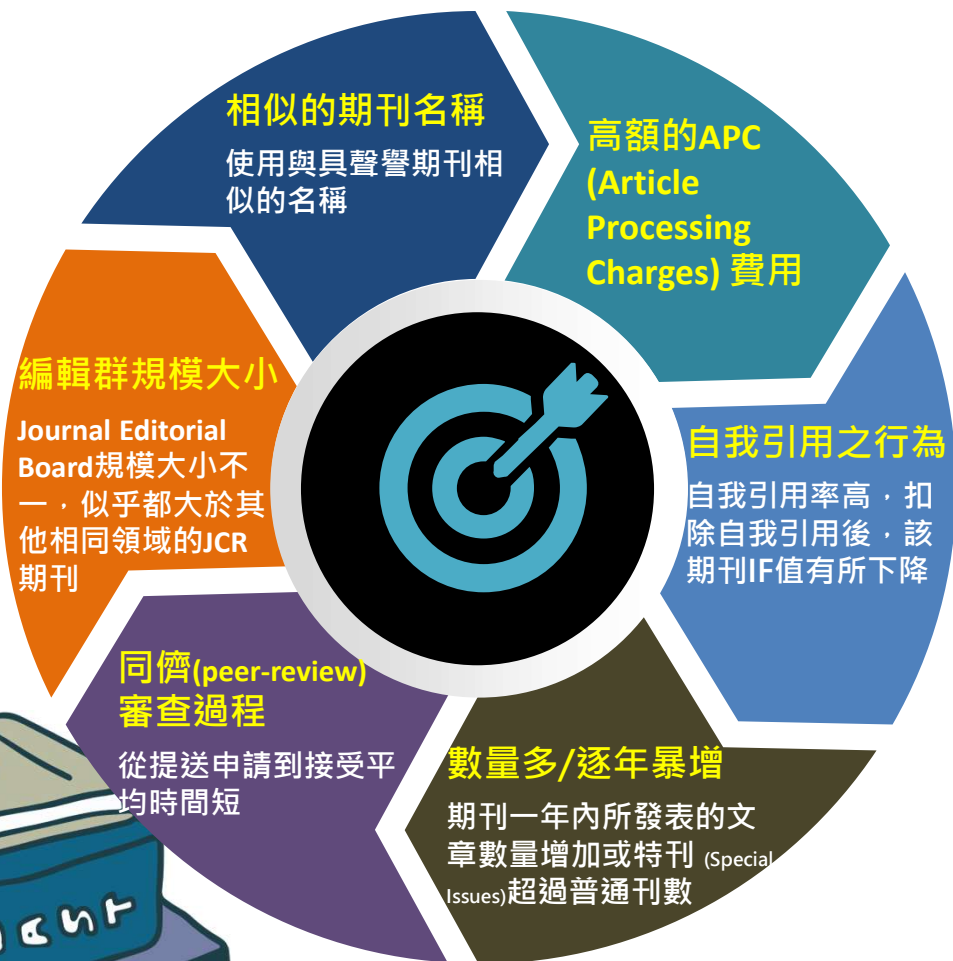 相似的期刊名稱
使用與具聲譽期刊相
似的名稱
高額的APC
(Article
Processing
Charges) 費用
自我引用之行為
自我引用率高，扣
除自我引用後，該
期刊IF值有所下降
數量多/逐年暴增
期刊一年內所發表的文
章數量增加或特刊 (Special
Issues)超過普通刊數
同儕(peer-review)
審查過程
從提送申請到接受平
均時間短
編輯群規模大小
Journal Editorial
Board規模大小不
一，似乎都大於其
他相同領域的JCR
期刊